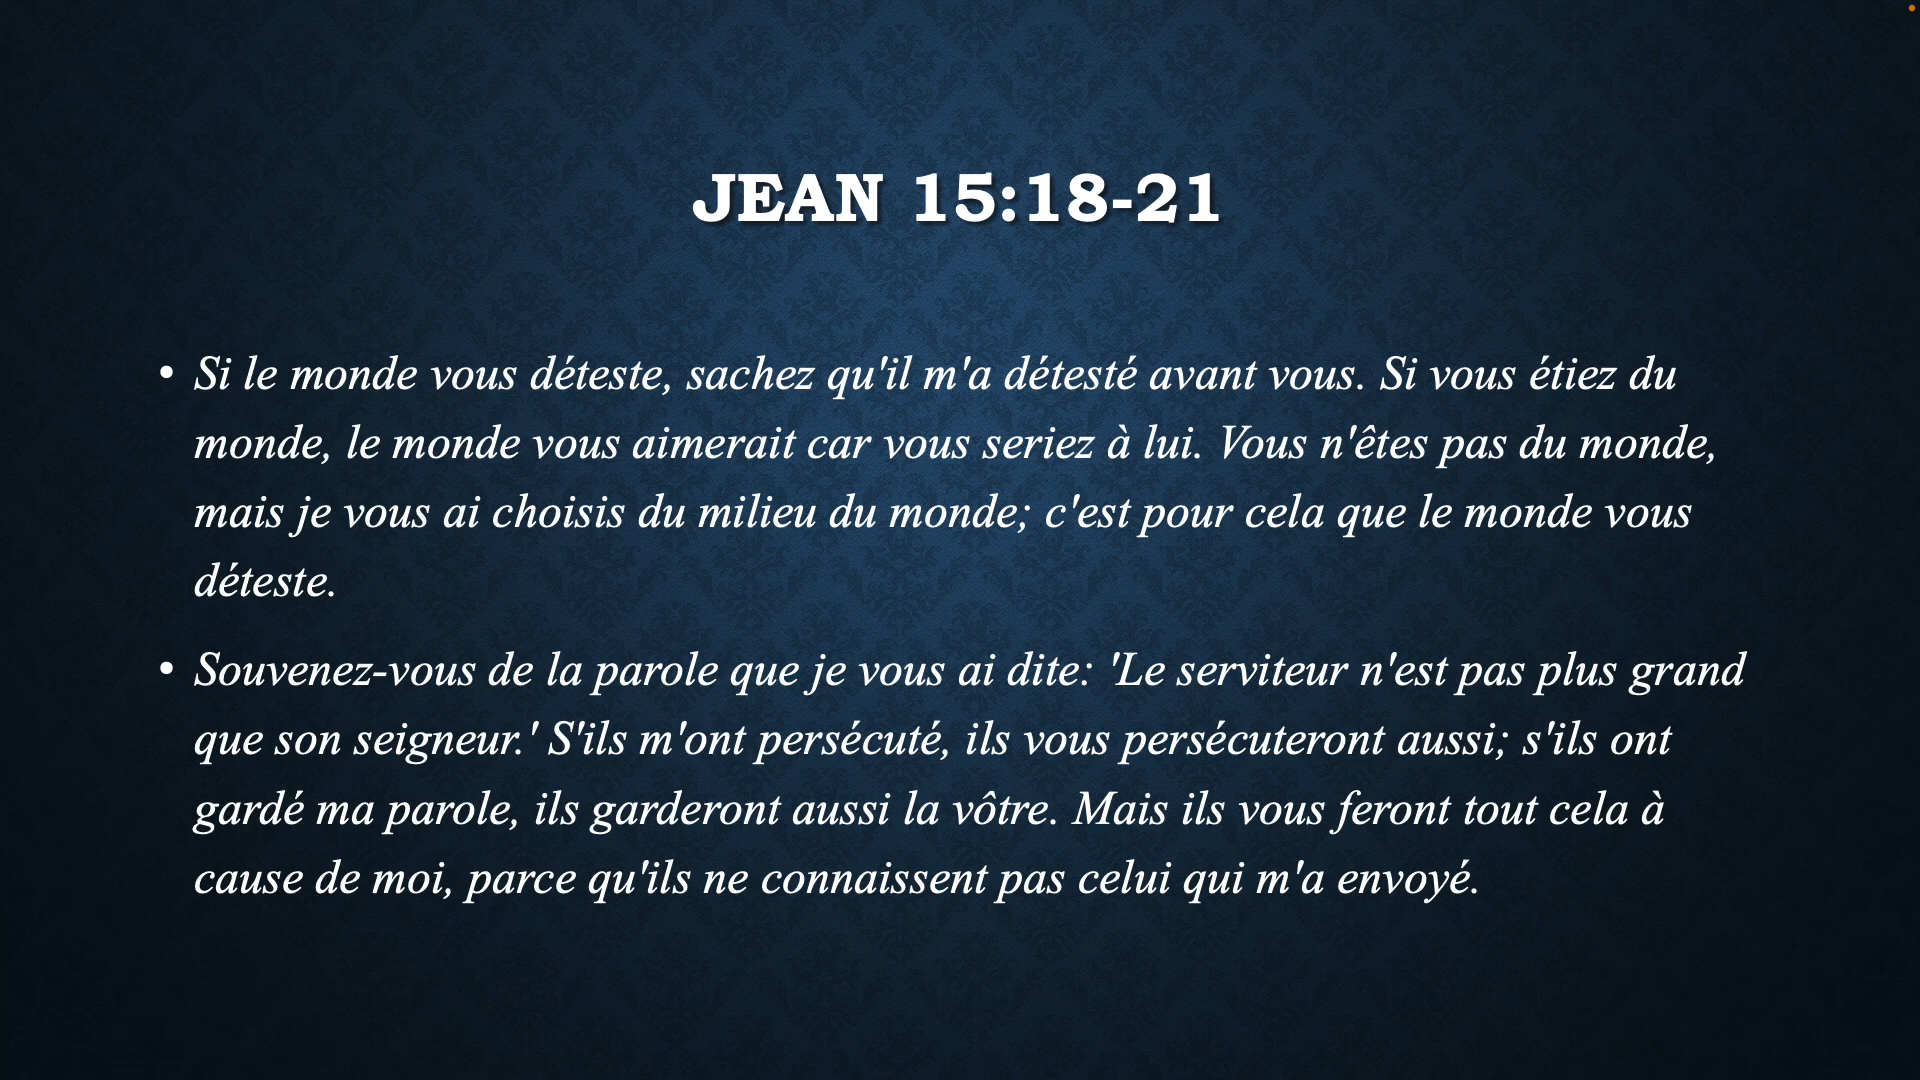 JEAN 15:18-21
• Si le monde vous déteste, sachez qu'il m'a détesté avant vous. Si vous étiez du
monde, le monde vous aimerait car vous seriez à lui. Vous n'êtes pas du monde,
mais je vous ai choisis du milieu du monde; c'est pour cela que le monde vous
déteste.
• Souvenez-vous de la parole que je vous ai dite: 'Le serviteur n'est pas plus grand
que son seigneur.' S'ils m'ont persécuté, ils vous persécuteront aussi; s'ils ont
gardé ma parole, ils garderont aussi la vôtre. Mais ils vous feront tout cela à
cause de moi, parce qu'ils ne connaissent pas celui qui m'a envoyé.